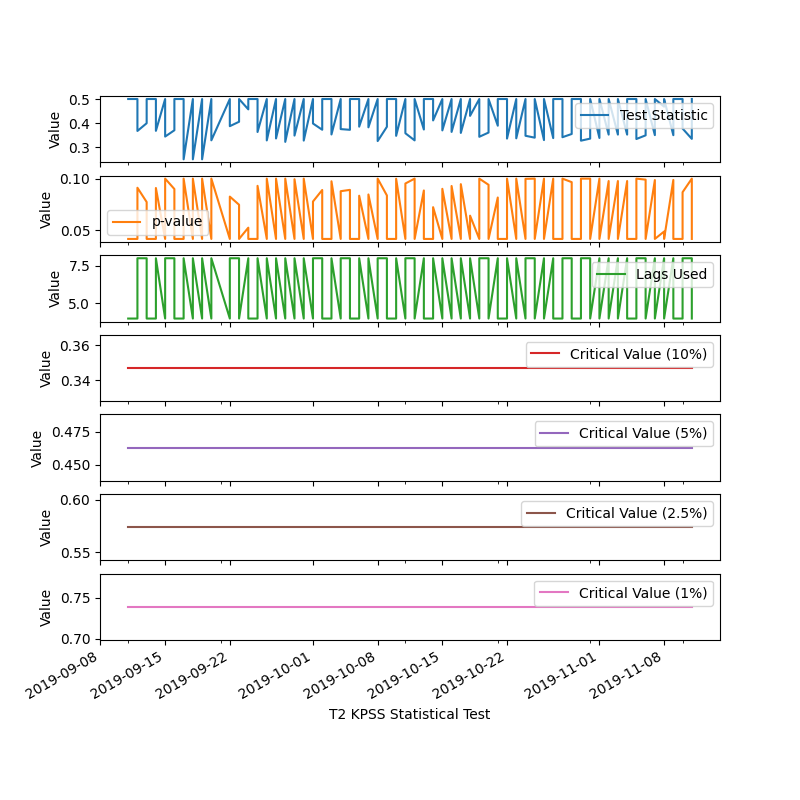 0.5
0.4
0.3
Value
Test Statistic
0.10
0.05
Value
p-value
7.5
5.0
Value
Lags Used
0.36
0.34
Value
Critical Value (10%)
0.475
0.450
Value
Critical Value (5%)
0.60
0.55
Value
Critical Value (2.5%)
0.75
0.70
Value
Critical Value (1%)
2019-09-08
2019-09-15
2019-09-22
2019-10-01
2019-10-08
2019-10-15
2019-10-22
2019-11-01
2019-11-08
T2 KPSS Statistical Test